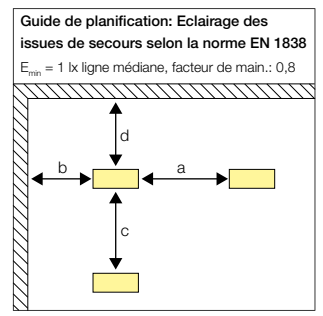 Guide de planification: Eclairage des
issues de secours selon la norme EN 1838
Emin = 1 lx ligne médiane, facteur de main.: 0,8
d
b
a
c